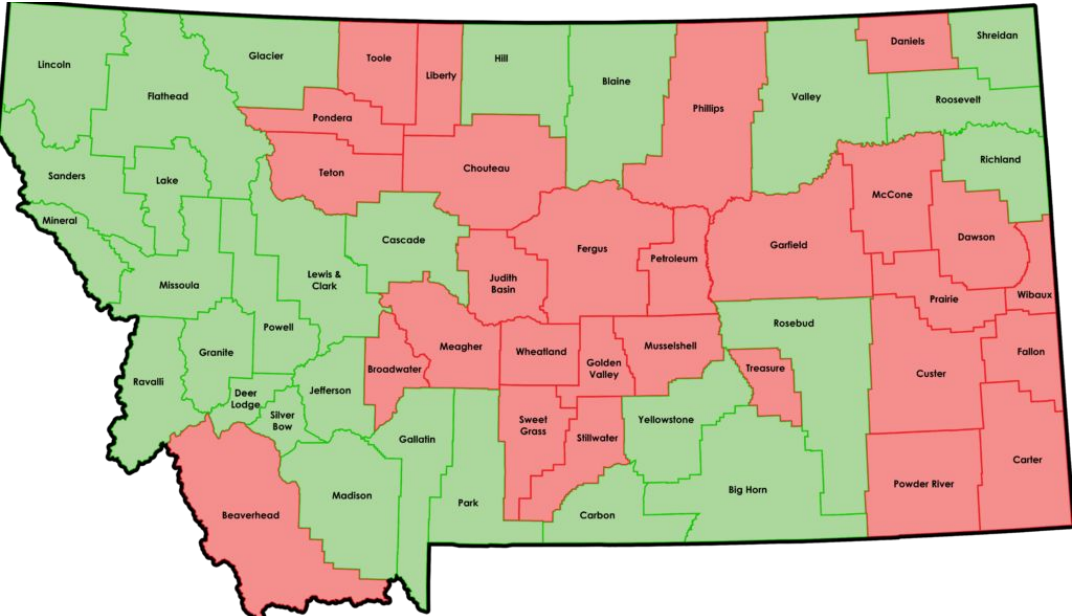 Lincoln
Flathead
Glacier
Toole
Liberty
Hill
Blaine
Phillips
Valley
Daniels
Shreidan
Roosevelt
Richland
Pondera
Teton
Chouteau
Sanders
Lake
Mineral
Missoula
Lewis &
Clark
Cascade
Judith
Basin
Fergus
Petroleum
Garfield
McCone
Dawson
Prairie
Wibaux
Powell
Granite
Ravalli
Deer
Lodge
Silver
Bow
Jefferson
Broadwater
Meagher
Wheatland
Golden
Valley
Musselshell
Rosebud
Treasure
Custer
Fallon
Gallatin
Sweet
Grass
Stillwater
Yellowstone
Beaverhead
Madison
Park
Carbon
Big Horn
Powder River
Carter